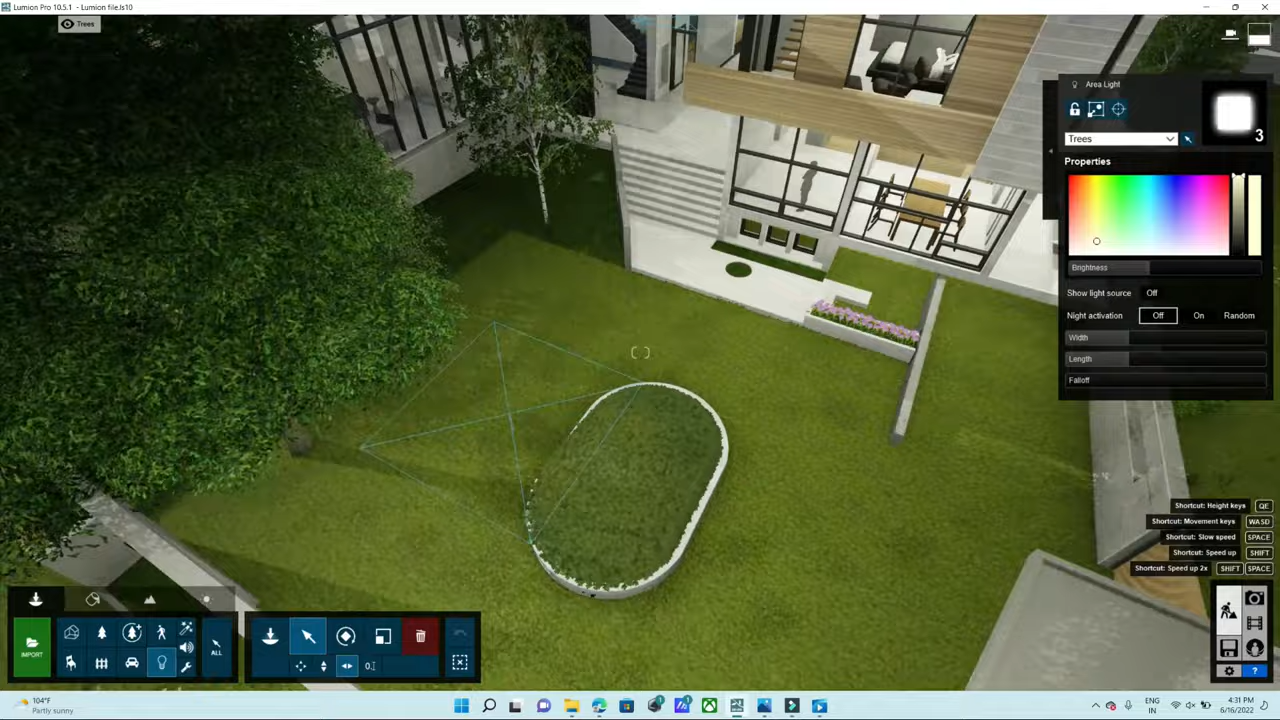 Lumion Pro 10.5.1 - Lumion file.ls10
Trees
Area Light
3
Trees
Properties
Brightness
Show light source Off
Night activation Off On Random
Width
Length
Falloff
Shortcut: Height keys QE
Shortcut: Movement keys WASD
Shortcut: Slow speed SPACE
Shortcut: Speed up SHIFT
Shortcut: Speed up 2x SHIFT SPACE
IMPORT
ALL
0.
?
104°F
Partly sunny
ENG
IN
4:31 PM
6/16/2022